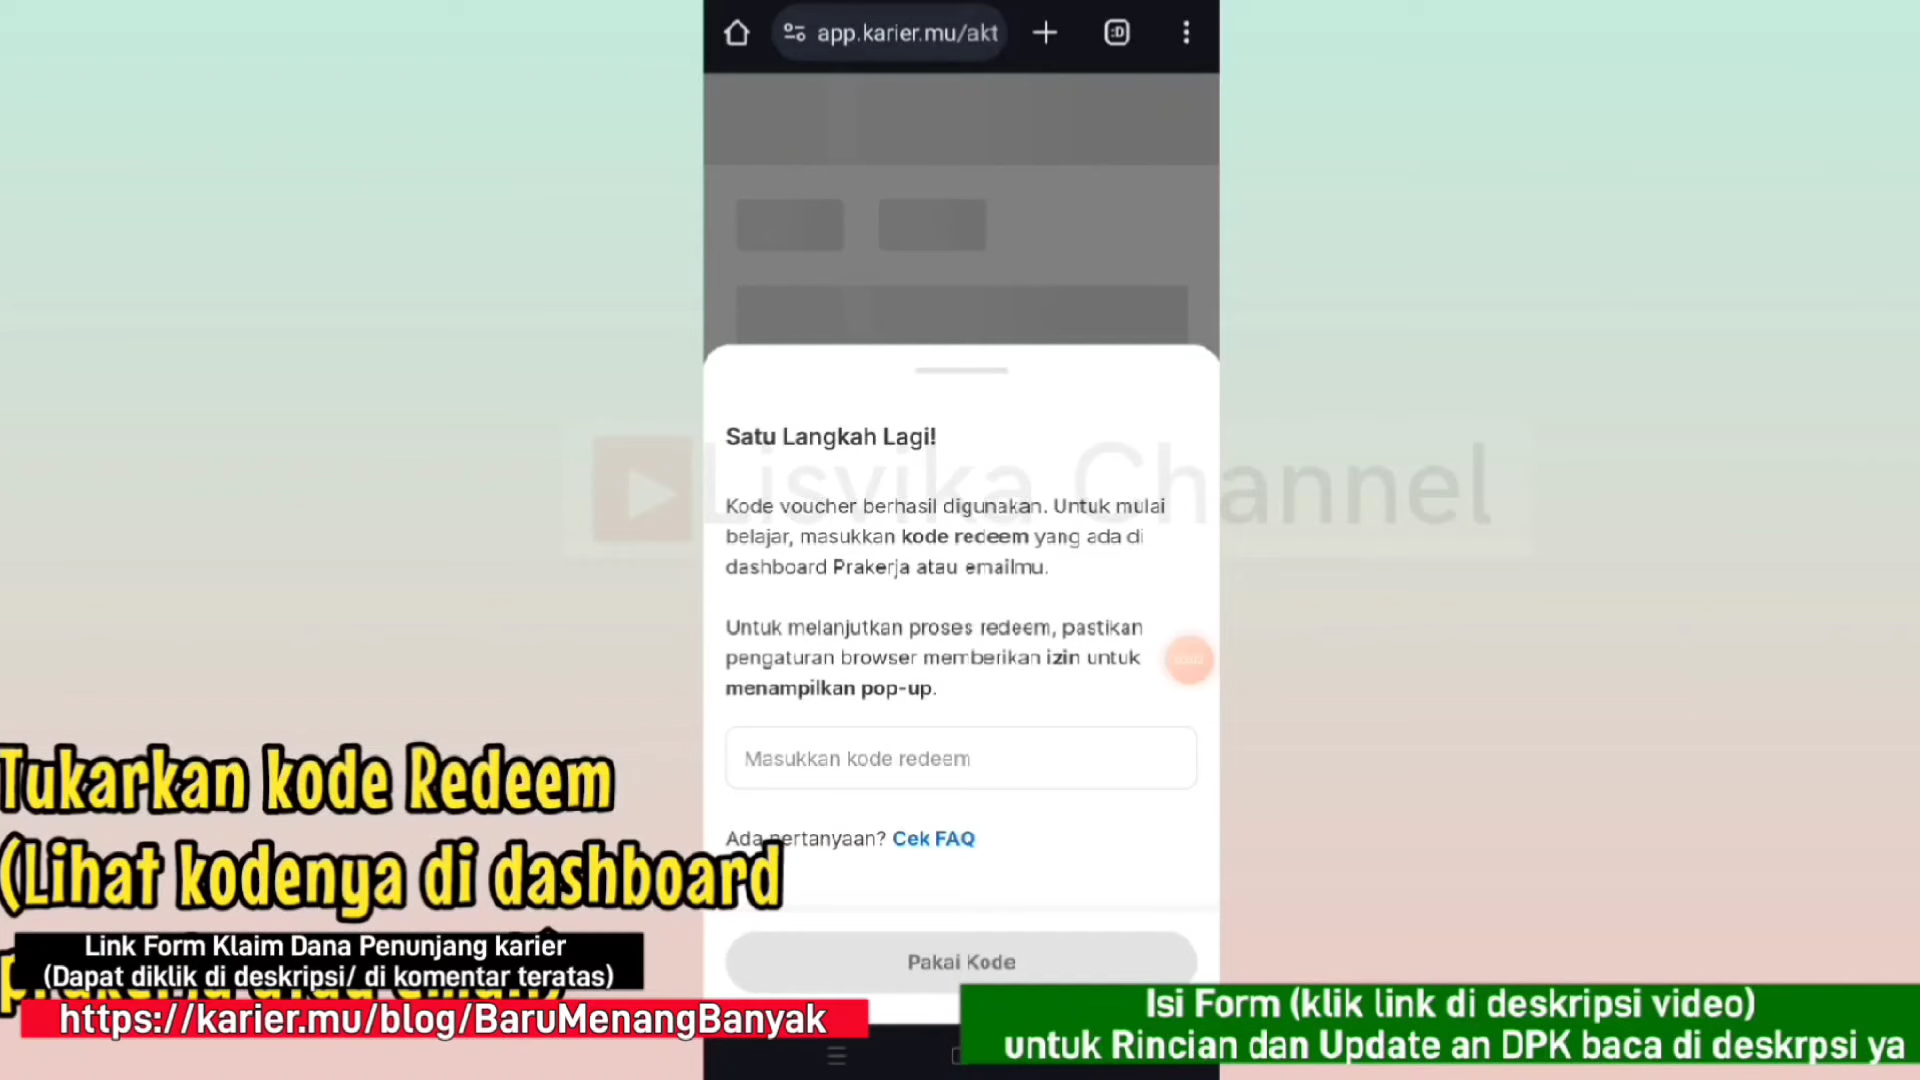 app.karier.mu/akt
Satu Langkah Lagi!
Lisvika Channel
Kode voucher berhasil digunakan. Untuk mulai
belajar, masukkan kode redeem yang ada di
dashboard Prakerja atau emailmu.
Untuk melanjutkan proses redeem, pastikan
pengaturan browser memberikan izin untuk
menampilkan pop-up.
Masukkan kode redeem
Ada pertanyaan? Cek FAQ
Pakai Kode
Tukarkan kode Redeem
(Lihat kodenya di dashboard
Link Form Klaim Dana Penunjang karier
(Dapat diklik di deskripsi/ di komentar teratas)
https://karier.mu/blog/BaruMenangBanyak
Isi Form (klik link di deskripsi video)
untuk Rincian dan Update an DPK baca di deskrpsi ya